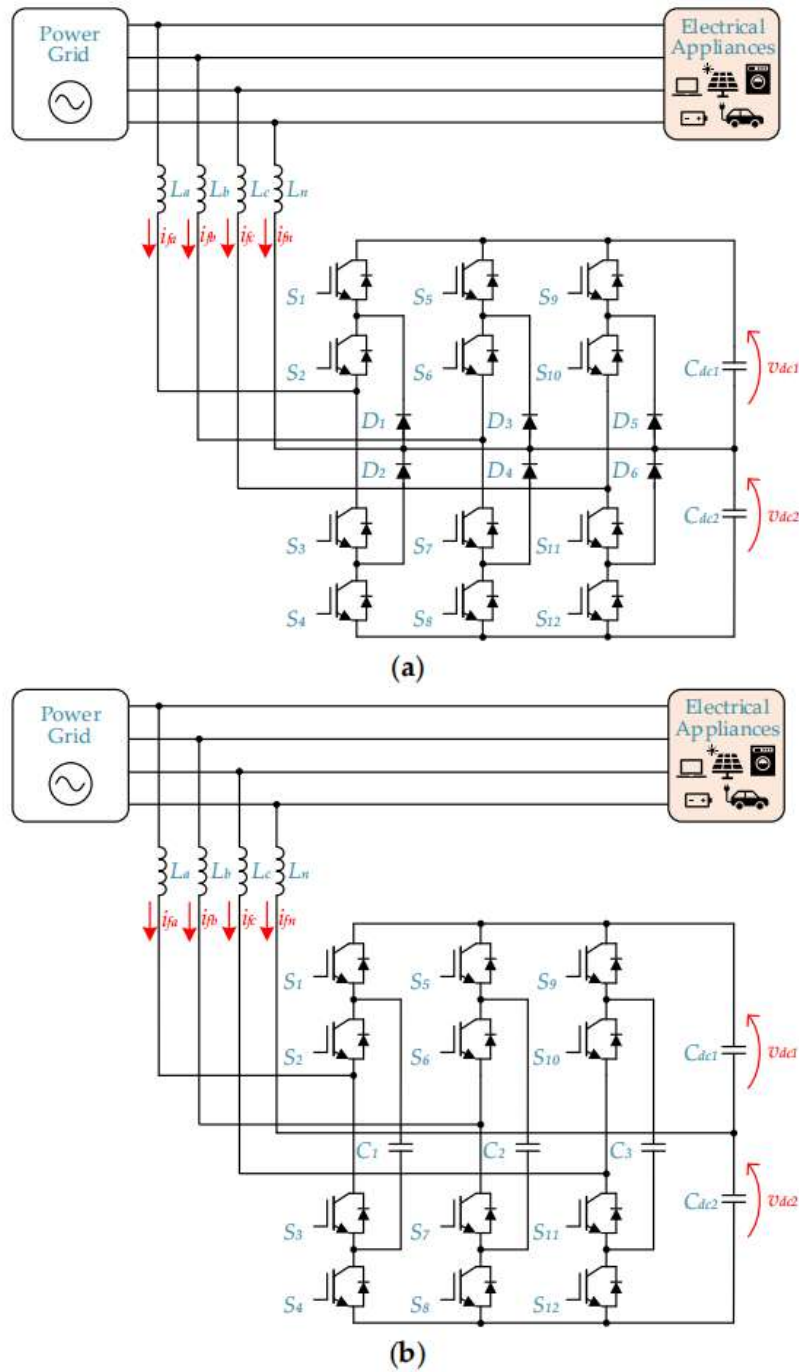 Power
Grid
Electrical
Appliances
La Lb Lc Ln
ifa ifb ifc ifn
S1 S5 S9
S2 S6 S10
Cdc1 vdc1
D1 D3 D5
D2 D4 D6
Cdc2 vdc2
S3 S7 S11
S4 S8 S12
(a)
Power
Grid
Electrical
Appliances
La Lb Lc Ln
ifa ifb ifc ifn
S1 S5 S9
S2 S6 S10
Cdc1 vdc1
C1 C2 C3
Cdc2 vdc2
S3 S7 S11
S4 S8 S12
(b)